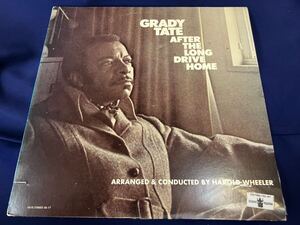 GRADY
TATE
AFTER
THE
LONG
DRIVE
HOME
ARRANGED & CONDUCTED BY HAROLD WHEELER